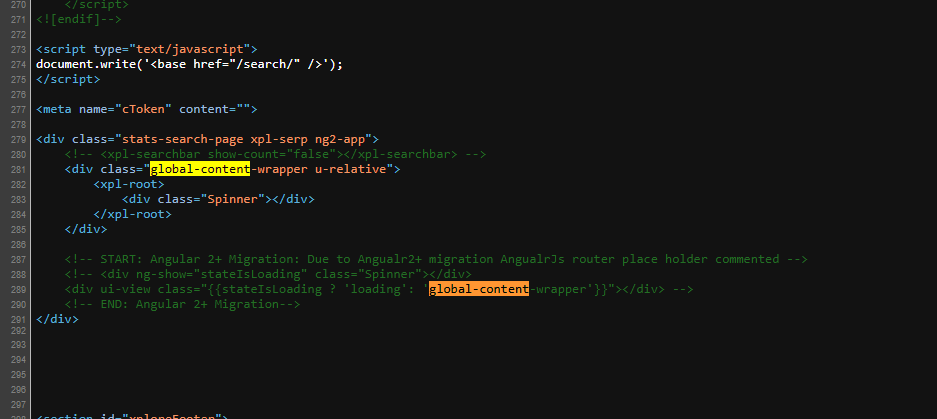 270 </script>
271 <![endif]-->
272
273 <script type="text/javascript">
274 document.write('<base href="/search/" />');
275 </script>
276
277 <meta name="cToken" content="">
278
279 <div class="stats-search-page xpl-serp ng2-app">
280 <!-- <xpl-searchbar show-count="false"></xpl-searchbar> -->
281 <div class="global-content-wrapper u-relative">
282 <xpl-root>
283 <div class="Spinner"></div>
284 </xpl-root>
285 </div>
286
287 <!-- START: Angular 2+ Migration: Due to Angualr2+ migration AngualrJs router place holder commented -->
288 <!-- <div ng-show="stateIsLoading" class="Spinner"></div>
289 <div ui-view class="{{stateIsLoading ? 'loading': 'global-content-wrapper'}}"></div> -->
290 <!-- END: Angular 2+ Migration-->
291 </div>
292
293
294
295
296
297
298 <section id="xploreFooter">